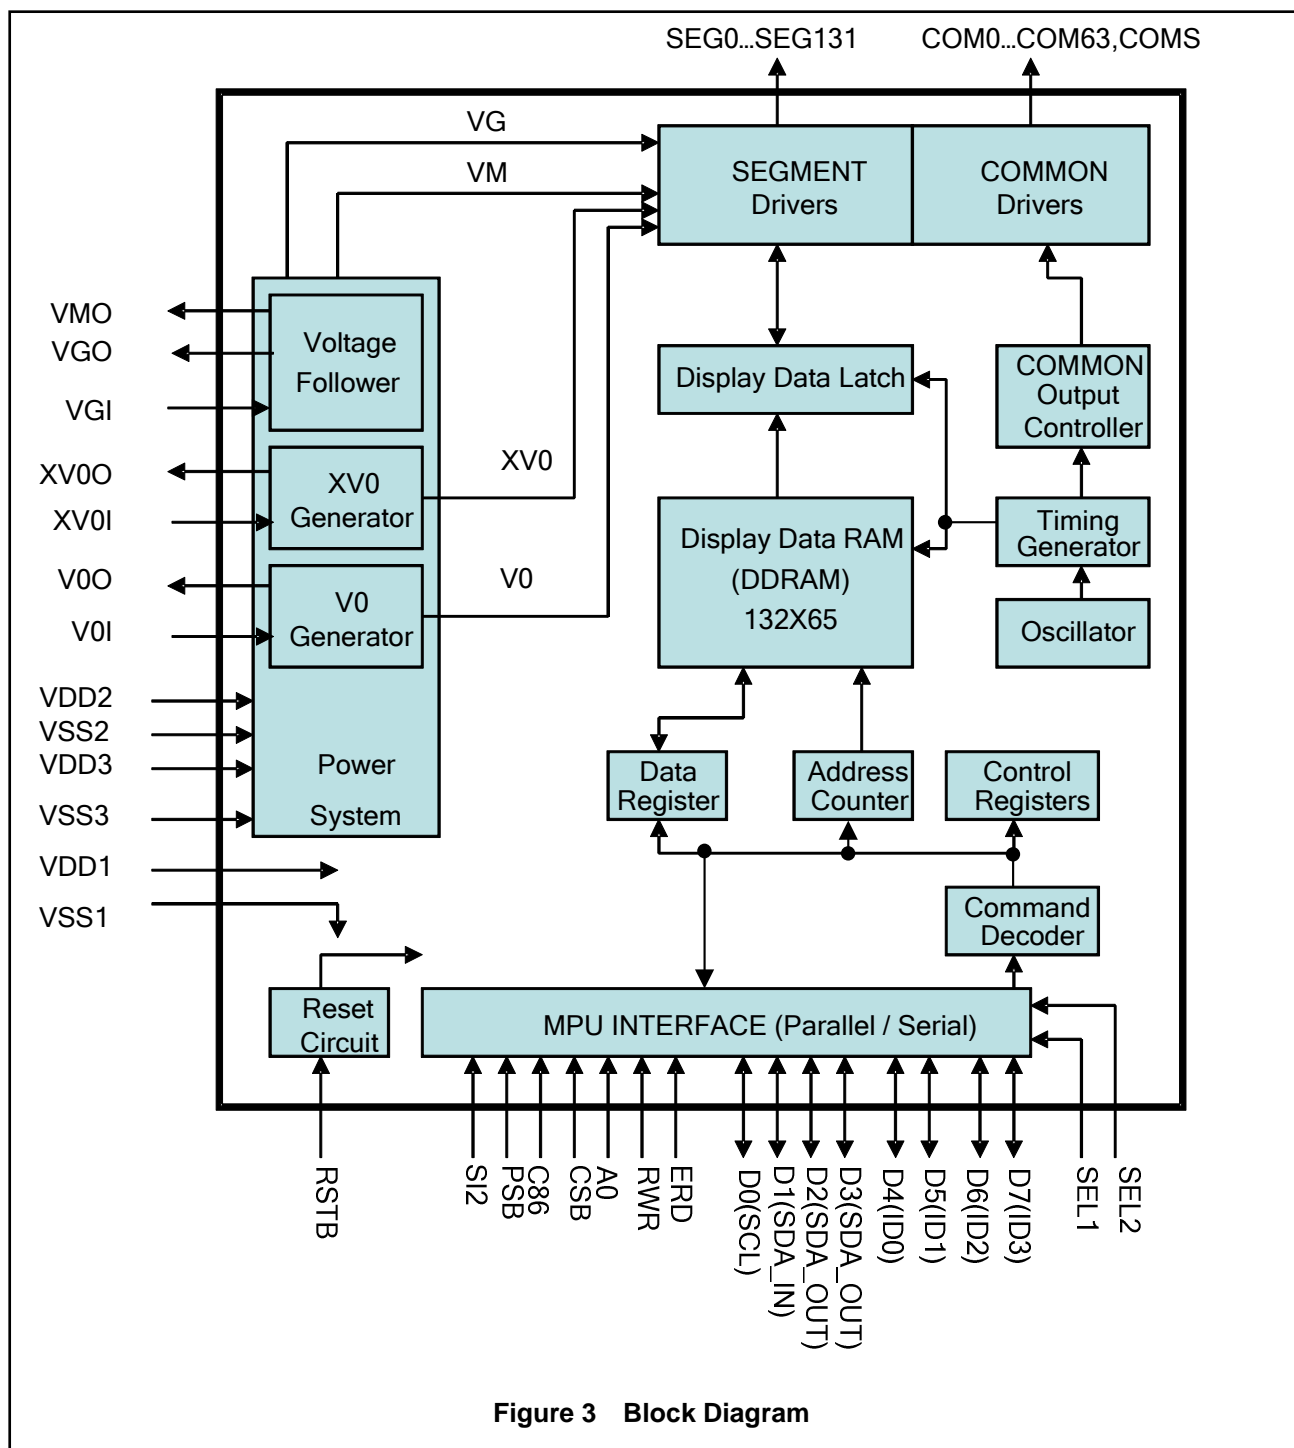 SEG0...SEG131
COM0...COM63,COMS
VG
VM
SEGMENT
Drivers
COMMON
Drivers
VMO
VGO
VGI
XV0O
XV0I
V0O
V0I
VDD2
VSS2
VDD3
VSS3
VDD1
VSS1
Voltage
Follower
XV0
Generator
V0
Generator
Power
System
XV0
V0
Display Data Latch
COMMON
Output
Controller
Display Data RAM
(DDRAM)
132X65
Timing
Generator
Oscillator
Data
Register
Address
Counter
Control
Registers
Command
Decoder
Reset
Circuit
MPU INTERFACE (Parallel / Serial)
RSTB
SI2
PSB
C86
CSB
A0
RWR
ERD
D0(SCL)
D1(SDA_IN)
D2(SDA_OUT)
D3(SDA_OUT)
D4(ID0)
D5(ID1)
D6(ID2)
D7(ID3)
SEL1
SEL2
Figure 3 Block Diagram